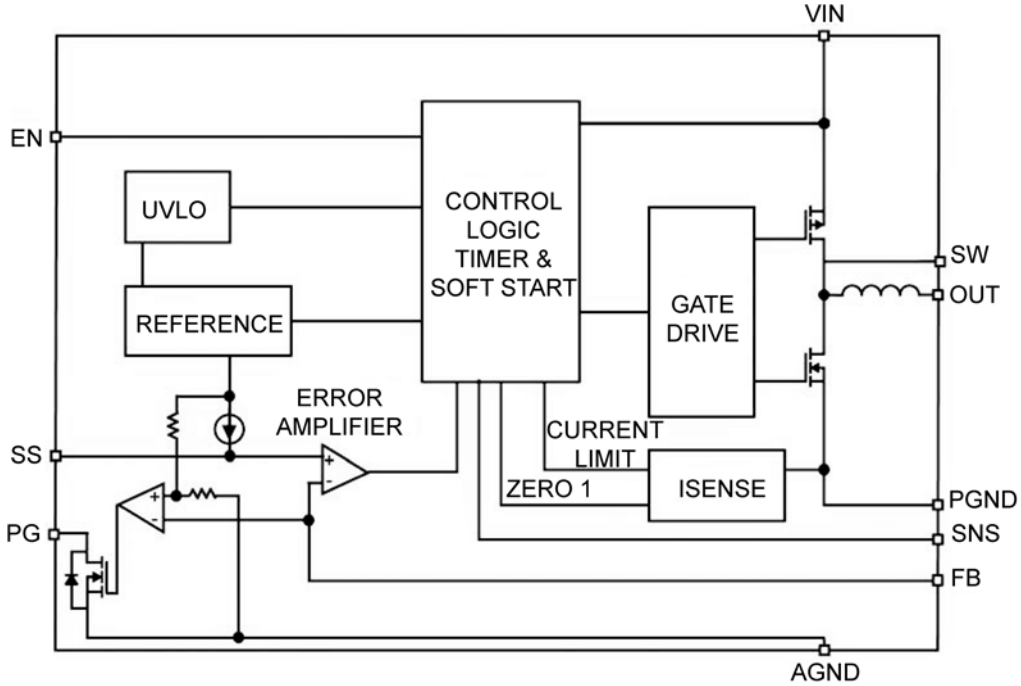 VIN
EN
UVLO
CONTROL
LOGIC
TIMER &
SOFT START
REFERENCE
GATE
DRIVE
SW
OUT
ERROR
AMPLIFIER
SS
+
-
CURRENT
LIMIT
ZERO 1
ISENSE
PG
+
-
PGND
SNS
FB
AGND